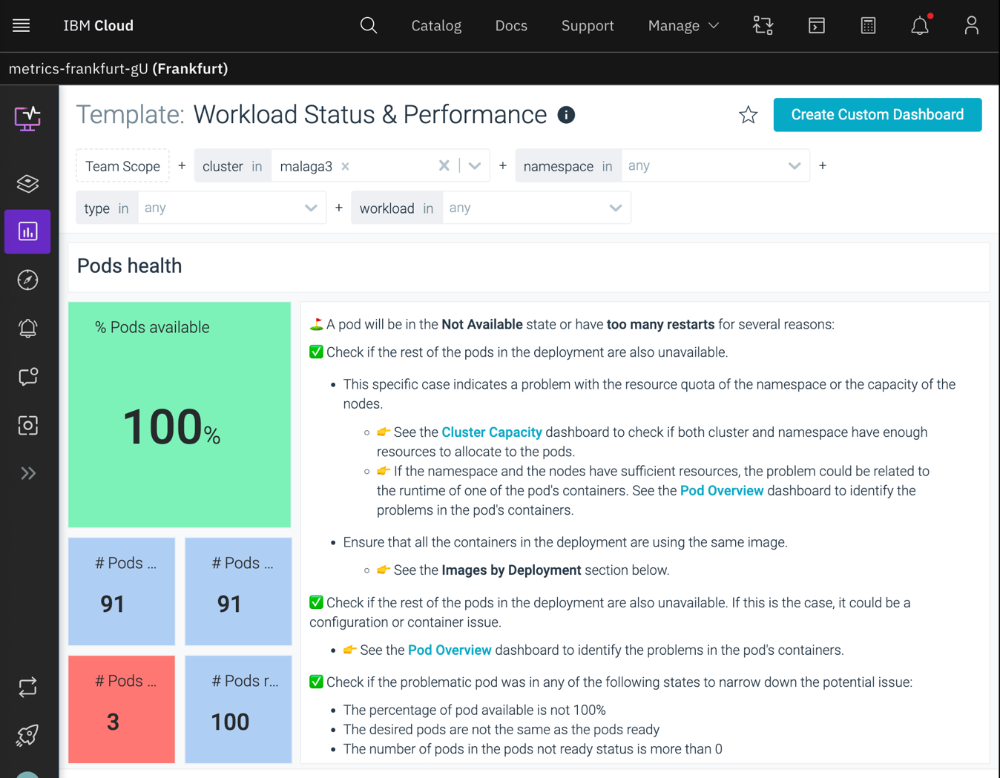 IBM Cloud Catalog Docs Support Manage
metrics-frankfurt-gU (Frankfurt)
Template: Workload Status & Performance
Create Custom Dashboard
Team Scope + cluster in malaga3 × + namespace in any +
type in any + workload in any
Pods health
% Pods available
100%
# Pods ...
91
# Pods ...
91
# Pods ...
3
# Pods r...
100
A pod will be in the Not Available state or have too many restarts for several reasons:
Check if the rest of the pods in the deployment are also unavailable.
• This specific case indicates a problem with the resource quota of the namespace or the capacity of the
nodes.
See the Cluster Capacity dashboard to check if both cluster and namespace have enough
resources to allocate to the pods.
If the namespace and the nodes have sufficient resources, the problem could be related to
the runtime of one of the pod's containers. See the Pod Overview dashboard to identify the
problems in the pod's containers.
• Ensure that all the containers in the deployment are using the same image.
See the Images by Deployment section below.
Check if the rest of the pods in the deployment are also unavailable. If this is the case, it could be a
configuration or container issue.
• See the Pod Overview dashboard to identify the problems in the pod's containers.
Check if the problematic pod was in any of the following states to narrow down the potential issue:
• The percentage of pod available is not 100%
• The desired pods are not the same as the pods ready
• The number of pods in the pods not ready status is more than 0